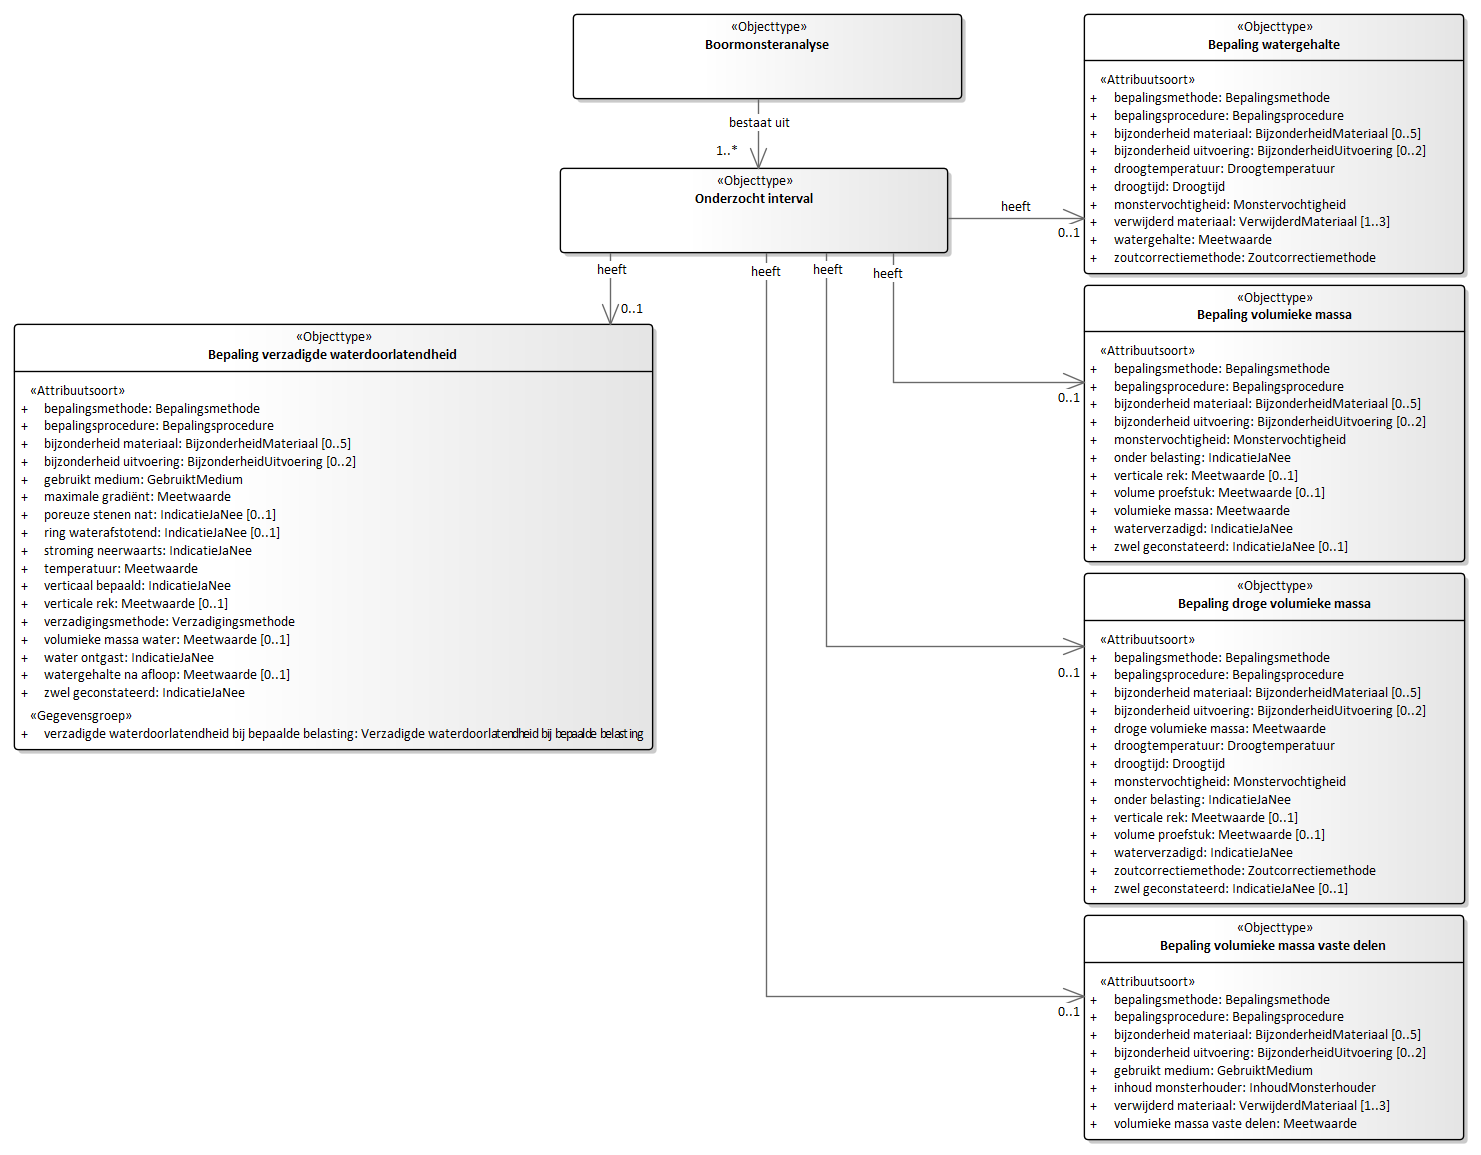 «Objecttype»
Boormonsteranalyse
bestaat uit
1..*
«Objecttype»
Onderzocht interval
heeft
0..1
heeft
0..1
heeft
0..1
heeft
0..1
heeft
0..1
«Objecttype»
Bepaling verzadigde waterdoorlatendheid
«Attribuutsoort»
+ bepalingsmethode: Bepalingsmethode
+ bepalingsprocedure: Bepalingsprocedure
+ bijzonderheid materiaal: BijzonderheidMateriaal [0..5]
+ bijzonderheid uitvoering: BijzonderheidUitvoering [0..2]
+ gebruikt medium: GebruiktMedium
+ maximale gradiënt: Meetwaarde
+ poreuze stenen nat: IndicatieJaNee [0..1]
+ ring waterafstotend: IndicatieJaNee [0..1]
+ stroming neerwaarts: IndicatieJaNee
+ temperatuur: Meetwaarde
+ verticaal bepaald: IndicatieJaNee
+ verticale rek: Meetwaarde [0..1]
+ verzadigingsmethode: Verzadigingsmethode
+ volumieke massa water: Meetwaarde [0..1]
+ water ontgast: IndicatieJaNee
+ watergehalte na afloop: Meetwaarde [0..1]
+ zwel geconstateerd: IndicatieJaNee
«Gegevensgroep»
+ verzadigde waterdoorlatendheid bij bepaalde belasting: Verzadigde waterdoorlatendheid bij bepaalde belasting
«Objecttype»
Bepaling watergehalte
«Attribuutsoort»
+ bepalingsmethode: Bepalingsmethode
+ bepalingsprocedure: Bepalingsprocedure
+ bijzonderheid materiaal: BijzonderheidMateriaal [0..5]
+ bijzonderheid uitvoering: BijzonderheidUitvoering [0..2]
+ droogtemperatuur: Droogtemperatuur
+ droogtijd: Droogtijd
+ monstervochtigheid: Monstervochtigheid
+ verwijderd materiaal: VerwijderdMateriaal [1..3]
+ watergehalte: Meetwaarde
+ zoutcorrectiemethode: Zoutcorrectiemethode
«Objecttype»
Bepaling volumieke massa
«Attribuutsoort»
+ bepalingsmethode: Bepalingsmethode
+ bepalingsprocedure: Bepalingsprocedure
+ bijzonderheid materiaal: BijzonderheidMateriaal [0..5]
+ bijzonderheid uitvoering: BijzonderheidUitvoering [0..2]
+ monstervochtigheid: Monstervochtigheid
+ onder belasting: IndicatieJaNee
+ verticale rek: Meetwaarde [0..1]
+ volume proefstuk: Meetwaarde [0..1]
+ volumieke massa: Meetwaarde
+ waterverzadigd: IndicatieJaNee
+ zwel geconstateerd: IndicatieJaNee [0..1]
«Objecttype»
Bepaling droge volumieke massa
«Attribuutsoort»
+ bepalingsmethode: Bepalingsmethode
+ bepalingsprocedure: Bepalingsprocedure
+ bijzonderheid materiaal: BijzonderheidMateriaal [0..5]
+ bijzonderheid uitvoering: BijzonderheidUitvoering [0..2]
+ droge volumieke massa: Meetwaarde
+ droogtemperatuur: Droogtemperatuur
+ droogtijd: Droogtijd
+ monstervochtigheid: Monstervochtigheid
+ onder belasting: IndicatieJaNee
+ verticale rek: Meetwaarde [0..1]
+ volume proefstuk: Meetwaarde [0..1]
+ waterverzadigd: IndicatieJaNee
+ zoutcorrectiemethode: Zoutcorrectiemethode
+ zwel geconstateerd: IndicatieJaNee [0..1]
«Objecttype»
Bepaling volumieke massa vaste delen
«Attribuutsoort»
+ bepalingsmethode: Bepalingsmethode
+ bepalingsprocedure: Bepalingsprocedure
+ bijzonderheid materiaal: BijzonderheidMateriaal [0..5]
+ bijzonderheid uitvoering: BijzonderheidUitvoering [0..2]
+ gebruikt medium: GebruiktMedium
+ inhoud monsterhouder: InhoudMonsterhouder
+ verwijderd materiaal: VerwijderdMateriaal [1..3]
+ volumieke massa vaste delen: Meetwaarde